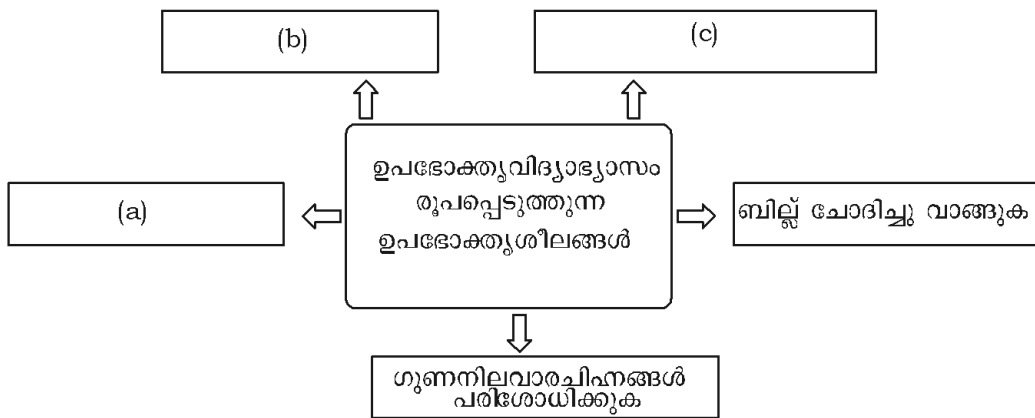 (b)
(c)
ഉപഭോക്തൃവിദ്യാഭ്യാസം
രൂപപ്പെടുത്തുന്ന
ഉപഭോക്തൃശീലങ്ങൾ
(a)
ബില്ല് ചോദിച്ചു വാങ്ങുക
ഗുണനിലവാരചിഹ്നങ്ങൾ
പരിശോധിക്കുക